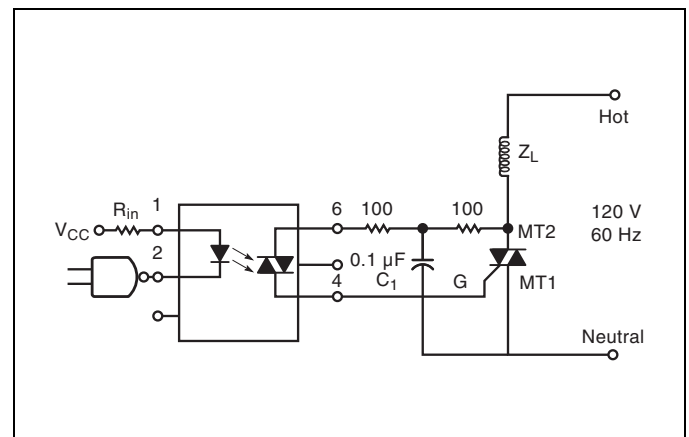 Hot
ZL
Rin 1 6 100 100
VCC MT2 120 V
60 Hz
2 0.1 µF
4 C1 G MT1
Neutral